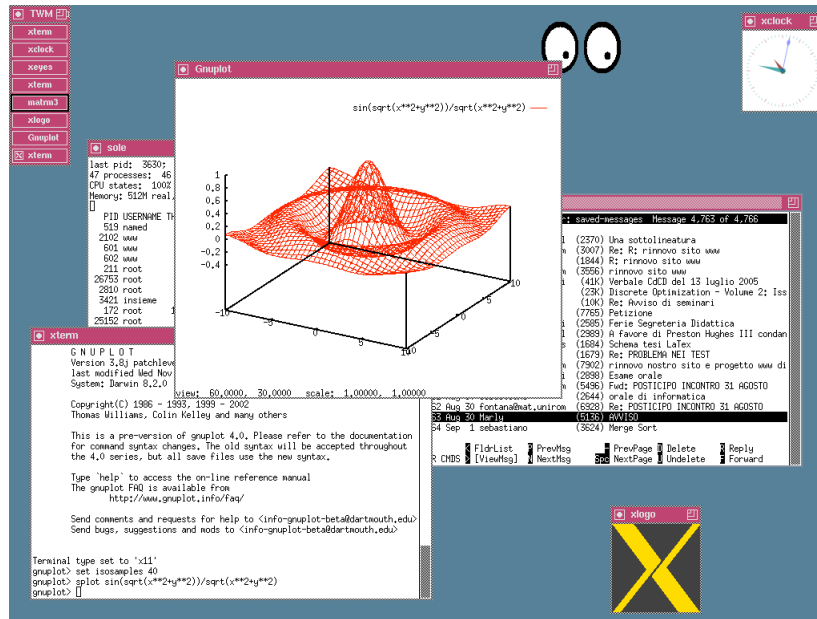 TWM
xterm
xclock
xeyes
xterm
matrm3
xlogo
Gnuplot
xterm
xclock
Gnuplot
sin(sqrt(x**2+y**2))/sqrt(x**2+y**2)
1
0.8
0.6
0.4
0.2
0
-0.2
-0.4
-10
-5
0
5
10
-10
-5
0
5
10
view: 60.0000, 30.0000 scale: 1.00000, 1.00000
sole
last pid: 3630;
47 processes: 46
CPU states: 100%
Memory: 512M real,
PID USERNAME TH
519 named
2102 www
601 www
602 www
211 root
26753 root
2810 root
3421 insieme
172 root 1
25152 root
: saved-messages Message 4,763 of 4,766
l (2370) Una sottolineatura
m (3007) Re: R: rinnovo sito www
(1844) R: rinnovo sito www
m (3556) rinnovo sito www
i (41K) Verbale CdCD del 13 luglio 2005
(23K) Discrete Optimization - Volume 2: Iss
(10K) Re: Avviso di seminari
(7765) Petizione
i (2585) Ferie Segreteria Didattica
l (2989) A favore di Preston Hughes III condan
s (1684) Schema tesi LaTex
(1679) Re: PROBLEMA NEI TEST
m (7902) rinnovo nostro sito e progetto www di
i (2898) Esame orale
m (5496) Fwd: POSTICIPO INCONTRO 31 AGOSTO
(2644) orale di informatica
62 Aug 30 fontana@mat.unirom (6928) Re: POSTICIPO INCONTRO 31 AGOSTO
63 Aug 30 Marly (5136) AVVISO
64 Sep 1 sebastiano (3624) Merge Sort
< FldrList P PrevMsg - PrevPage D Delete R Reply
R CMDS > [ViewMsg] N NextMsg Spc NextPage U Undelete F Forward
xterm
G N U P L O T
Version 3.8j patchleve
last modified Wed Nov
System: Darwin 8.2.0
Copyright(C) 1986 - 1993, 1999 - 2002
Thomas Williams, Colin Kelley and many others
This is a pre-version of gnuplot 4.0. Please refer to the documentation
for command syntax changes. The old syntax will be accepted throughout
the 4.0 series, but all save files use the new syntax.
Type `help` to access the on-line reference manual
The gnuplot FAQ is available from
http://www.gnuplot.info/faq/
Send comments and requests for help to <info-gnuplot-beta@dartmouth.edu>
Send bugs, suggestions and mods to <info-gnuplot-beta@dartmouth.edu>
Terminal type set to 'x11'
gnuplot> set isosamples 40
gnuplot> splot sin(sqrt(x**2+y**2))/sqrt(x**2+y**2)
gnuplot>
xlogo